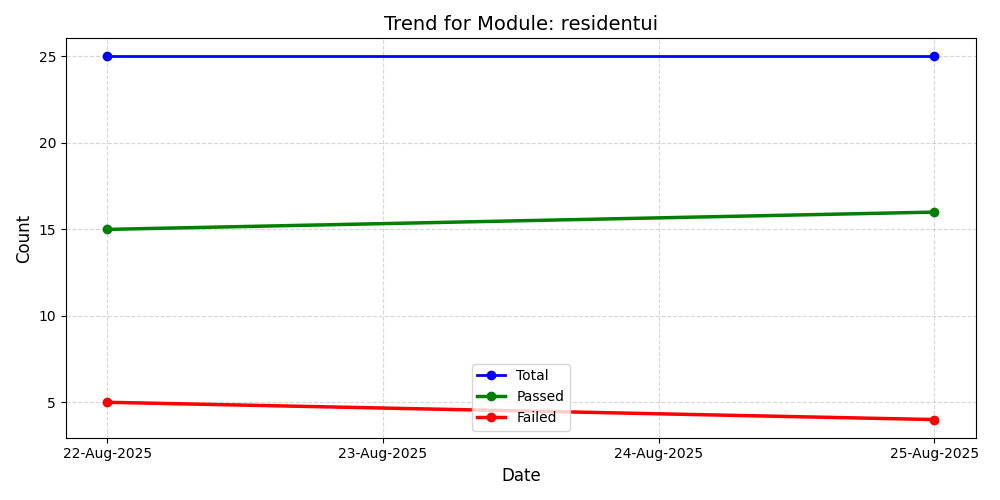 Trend for Module: residentui
Count
25
20
15
10
5
Total
Passed
Failed
22-Aug-2025
23-Aug-2025
24-Aug-2025
25-Aug-2025
Date